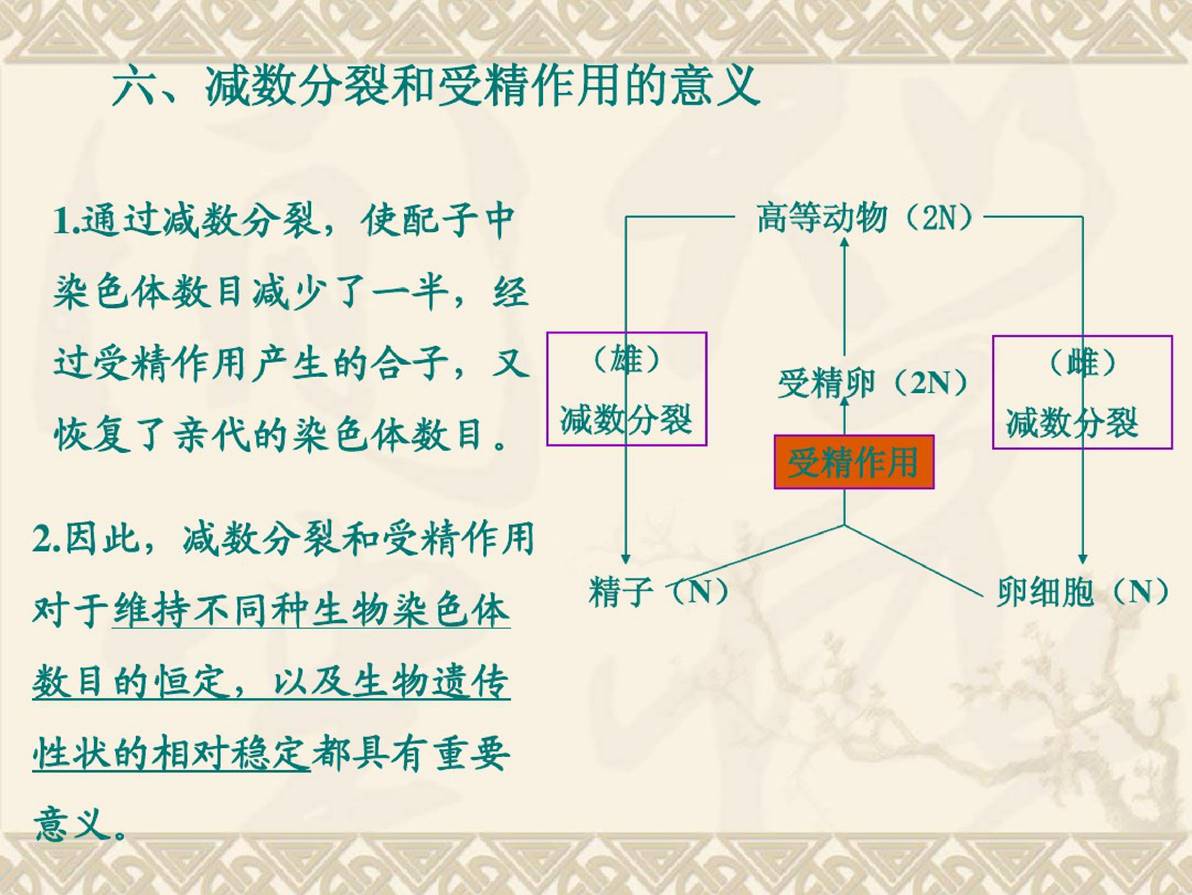 六、减数分裂和受精作用的意义
1.通过减数分裂，使配子中
染色体数目减少了一半，经
过受精作用产生的合子，又
恢复了亲代的染色体数目。
2.因此，减数分裂和受精作用
对于维持不同种生物染色体
数目的恒定，以及生物遗传
性状的相对稳定都具有重要
意义。
高等动物（2N）
（雄）
减数分裂
受精卵（2N）
（雌）
减数分裂
受精作用
精子（N）
卵细胞（N）